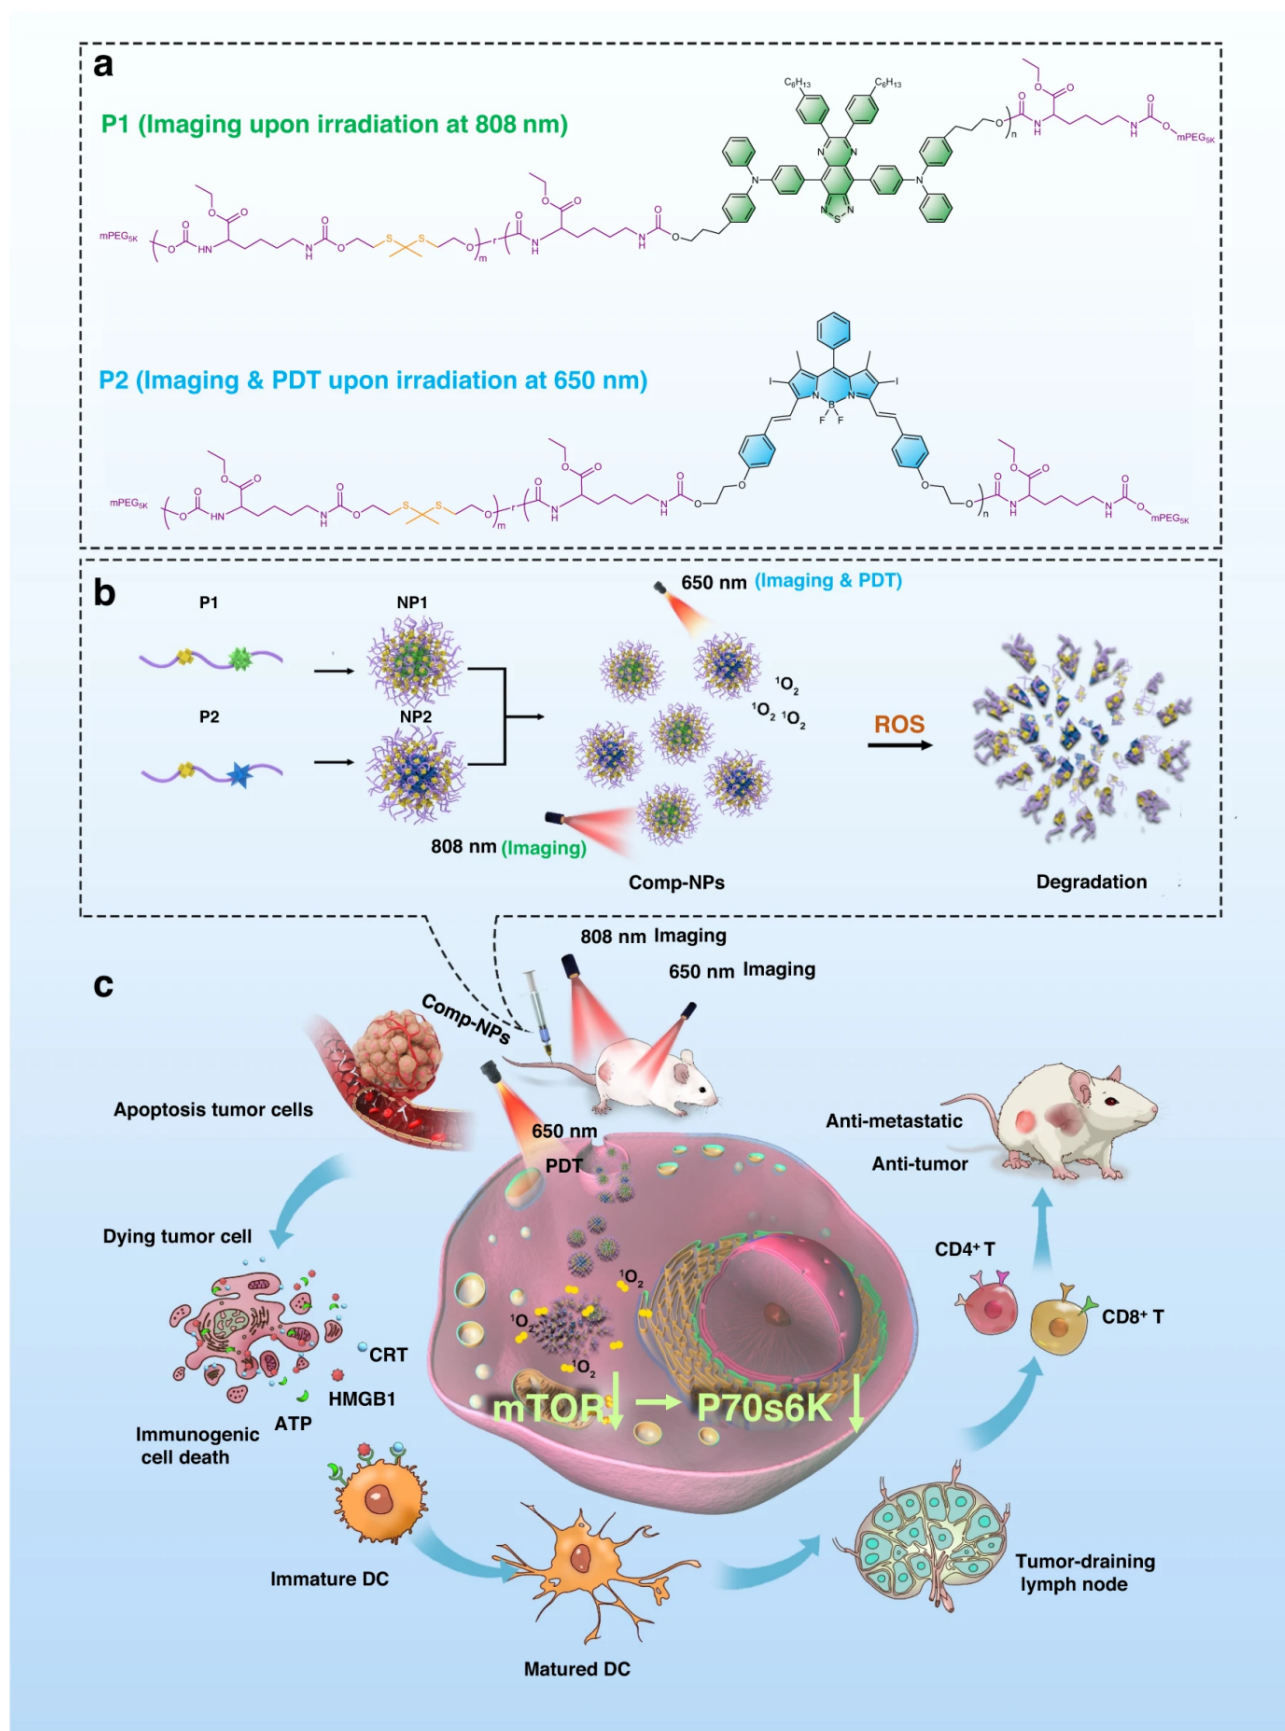 a
P1 (Imaging upon irradiation at 808 nm)
C6H13
C6H13
mPEG5K
mPEG5K
P2 (Imaging & PDT upon irradiation at 650 nm)
mPEG5K
mPEG5K
b
P1
NP1
650 nm (Imaging & PDT)
P2
NP2
¹O₂
¹O₂ ¹O₂
ROS
808 nm (Imaging)
Comp-NPs
Degradation
808 nm Imaging
650 nm Imaging
c
Comp-NPs
Apoptosis tumor cells
650 nm
PDT
Anti-metastatic
Anti-tumor
Dying tumor cell
CD4⁺ T
CD8⁺ T
¹O₂
¹O₂
¹O₂
CRT
HMGB1
ATP
mTOR
P70s6K
Immunogenic
cell death
Immature DC
Matured DC
Tumor-draining
lymph node